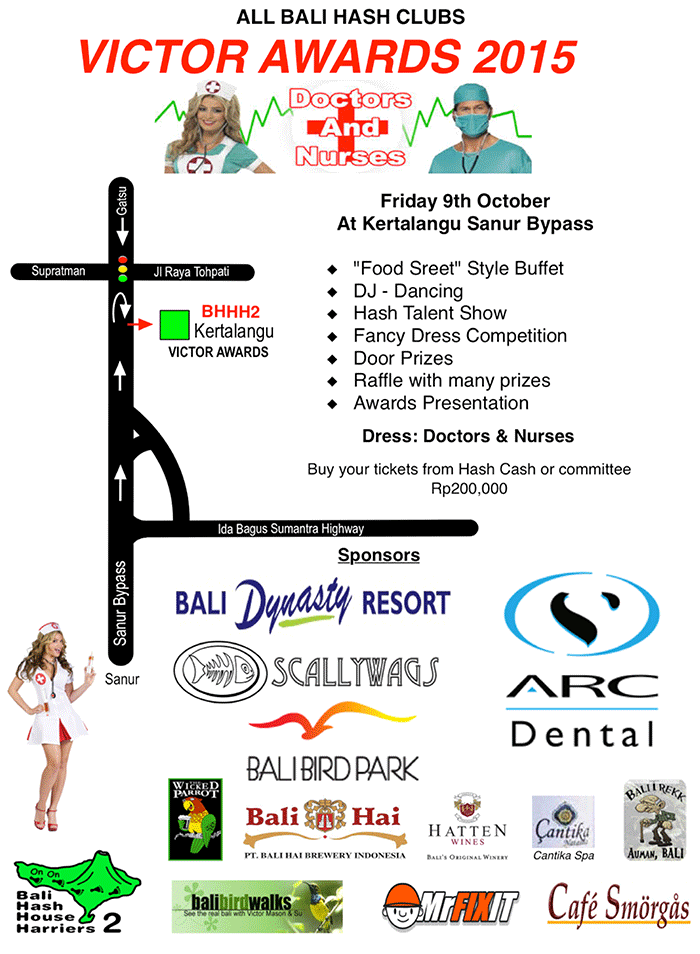 ALL BALI HASH CLUBS
VICTOR AWARDS 2015
Doctors
And
Nurses
Friday 9th October
At Kertalangu Sanur Bypass
"Food Sreet" Style Buffet
DJ - Dancing
Hash Talent Show
Fancy Dress Competition
Door Prizes
Raffle with many prizes
Awards Presentation
Dress: Doctors & Nurses
Buy your tickets from Hash Cash or committee
Rp200,000
Gatsu
Supratman
Jl Raya Tohpati
BHHH2
Kertalangu
VICTOR AWARDS
Ida Bagus Sumantra Highway
Sanur Bypass
Sanur
Sponsors
BALI Dynasty RESORT
SCALLYWAGS
ARC
Dental
BALI BIRD PARK
THE
WICKED
PARROT
Bali Hai
PT. BALI HAI BREWERY INDONESIA
HATTEN
WINES
BALI'S ORIGINAL WINERY
Çantika
Natural
Cantika Spa
BALI TREKK
AUMAN, BALI
On On
Bali
Hash
House
Harriers 2
balibirdwalks
See the real bali with Victor Mason & Su
MrFIXIT
Café Smörgås